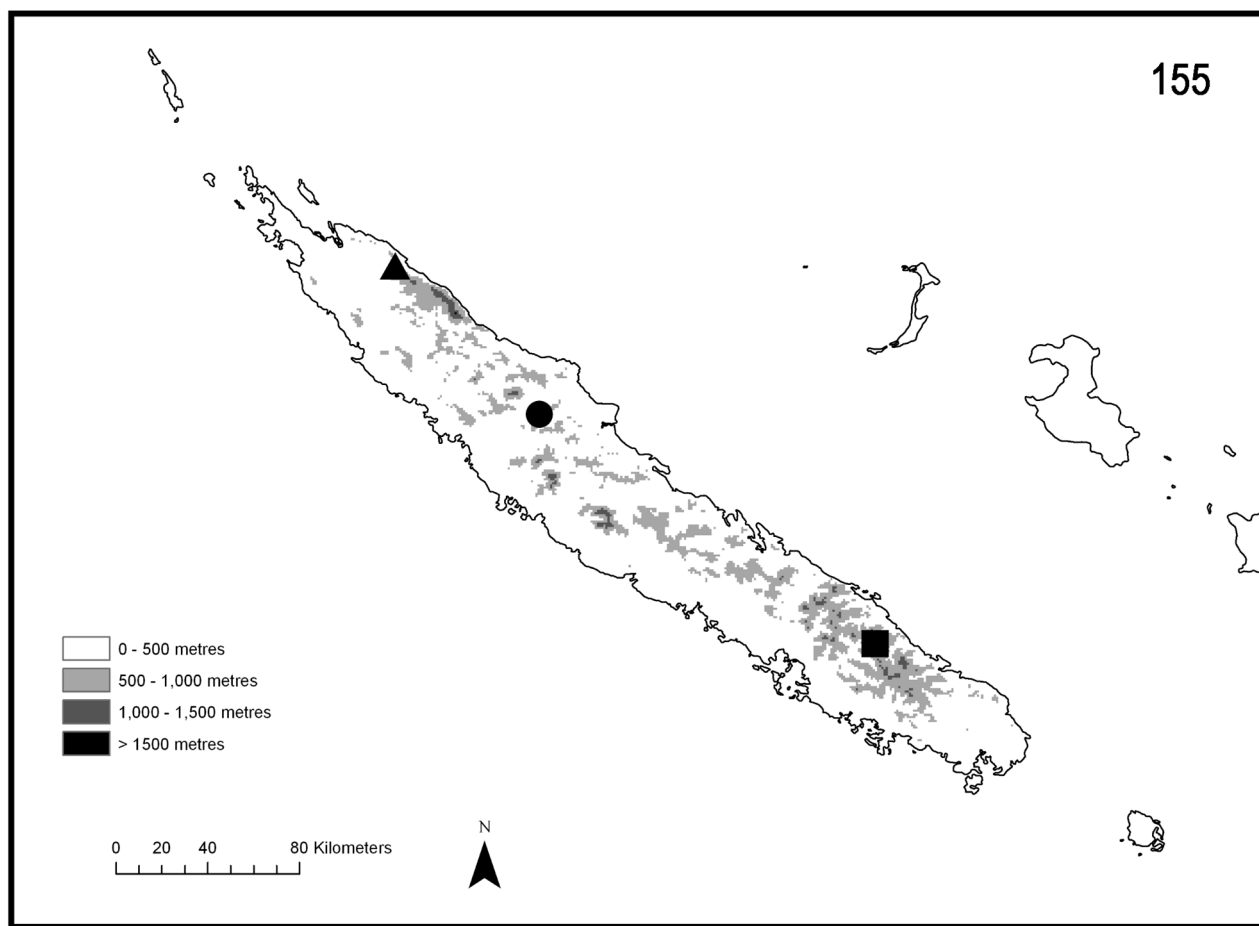 155
0 - 500 metres
500 - 1,000 metres
1,000 - 1,500 metres
> 1500 metres
0 20 40 80 Kilometers
N